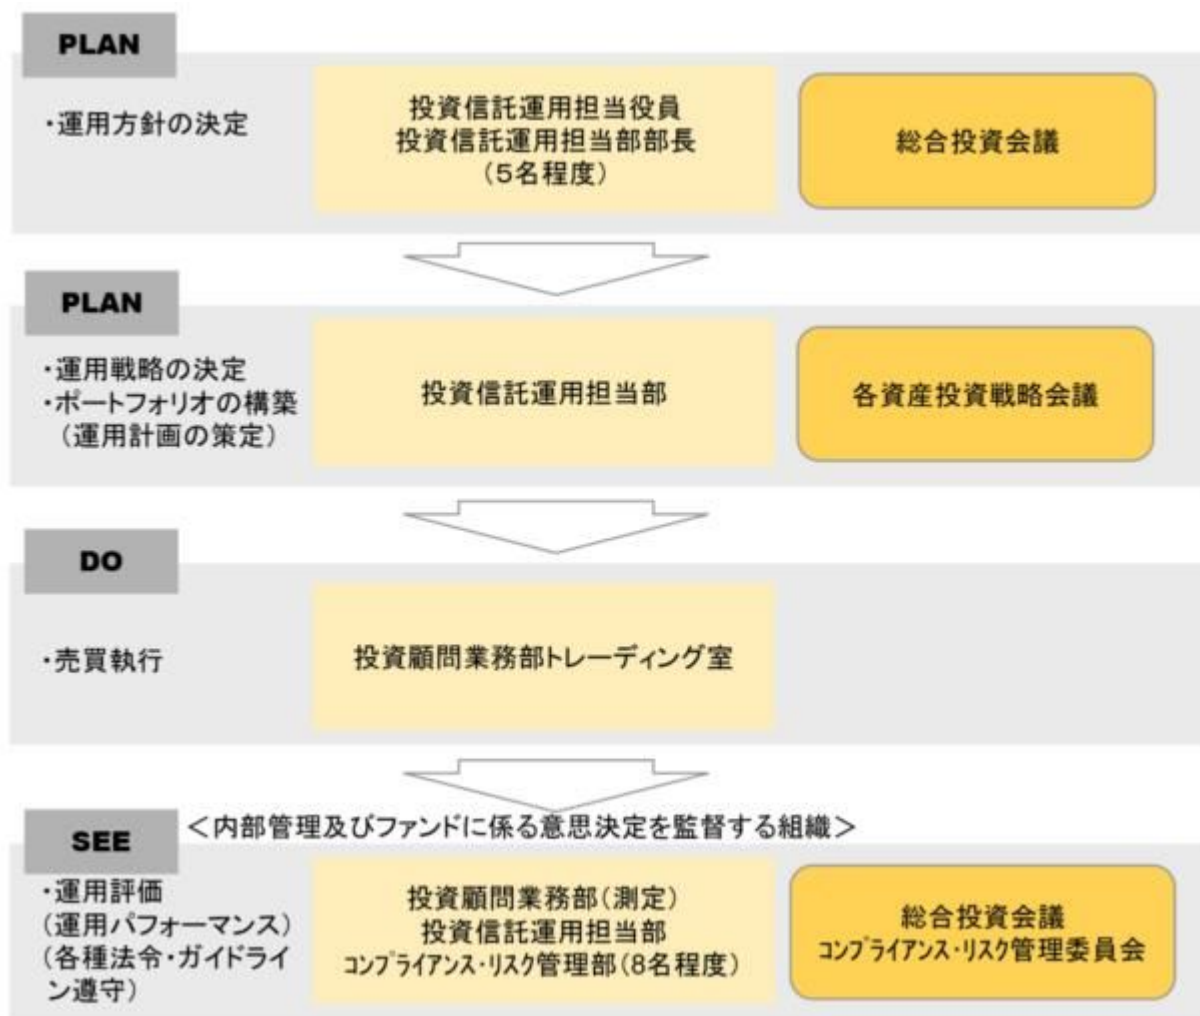 PLAN
・運用方針の決定
投資信託運用担当役員
投資信託運用担当部部長
(5名程度)
総合投資会議
PLAN
・運用戦略の決定
・ポートフォリオの構築
(運用計画の策定)
投資信託運用担当部
各資産投資戦略会議
DO
・売買執行
投資顧問業務部トレーディング室
SEE
＜内部管理及びファンドに係る意思決定を監督する組織＞
・運用評価
(運用パフォーマンス)
(各種法令・ガイドライ
ン遵守)
投資顧問業務部(測定)
投資信託運用担当部
ｺﾝﾌﾟﾗｲｱﾝｽ・ﾘｽｸ管理部(8名程度)
総合投資会議
ｺﾝﾌﾟﾗｲｱﾝｽ・ﾘｽｸ管理委員会